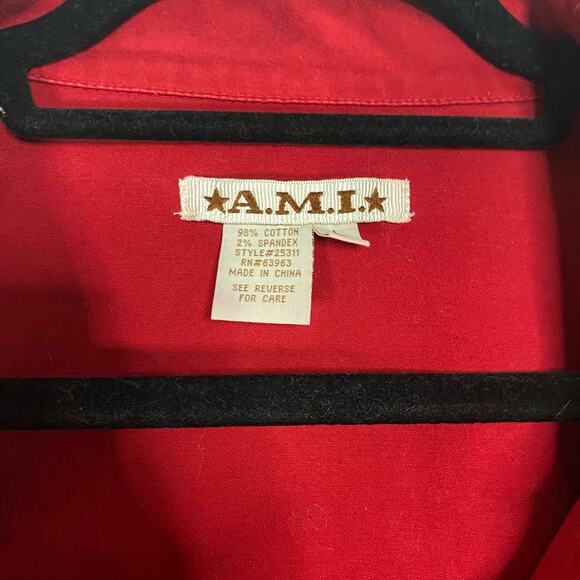 ★A.M.I.★
98% COTTON
2% SPANDEX
STYLE#25311
RN#63963
MADE IN CHINA
SEE REVERSE
FOR CARE